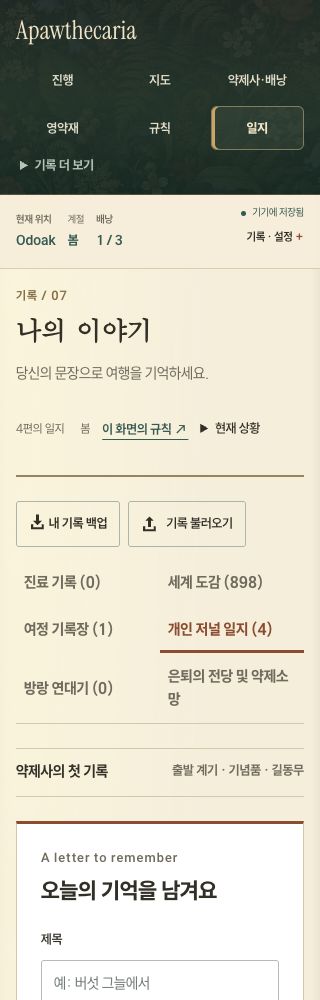 Apawthecaria
진행 지도 약제사·배낭
영약재 규칙 일지
▶ 기록 더 보기
현재 위치 계절 배낭
Odoak 봄 1 / 3
● 기기에 저장됨
기록 · 설정 +
기록 / 07
나의 이야기
당신의 문장으로 여행을 기억하세요.
4편의 일지 봄 이 화면의 규칙 ↗ ▶ 현재 상황
내 기록 백업 기록 불러오기
진료 기록 (0) 세계 도감 (898)
여정 기록장 (1) 개인 저널 일지 (4)
방랑 연대기 (0) 은퇴의 전당 및 약제소
망
약제사의 첫 기록 출발 계기 · 기념품 · 길동무
A letter to remember
오늘의 기억을 남겨요
제목
예: 버섯 그늘에서